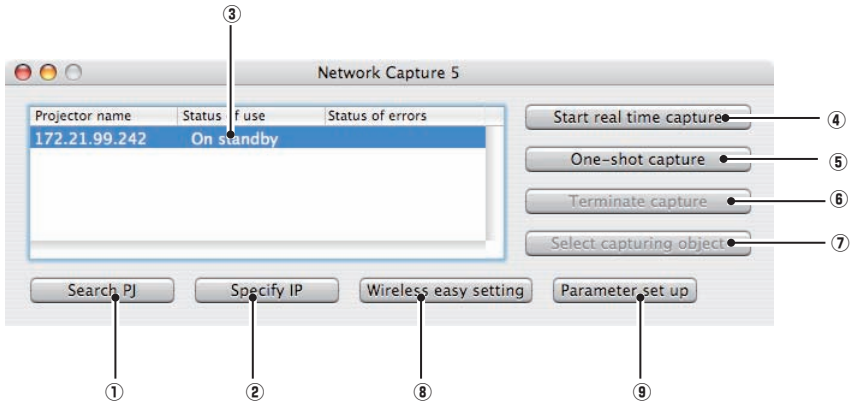 ③
Network Capture 5
Projector name Status of use Status of errors
172.21.99.242 On standby
Start real time capture
④
One-shot capture
⑤
Terminate capture
⑥
Select capturing object
⑦
Search PJ Specify IP Wireless easy setting Parameter set up
① ② ⑧ ⑨